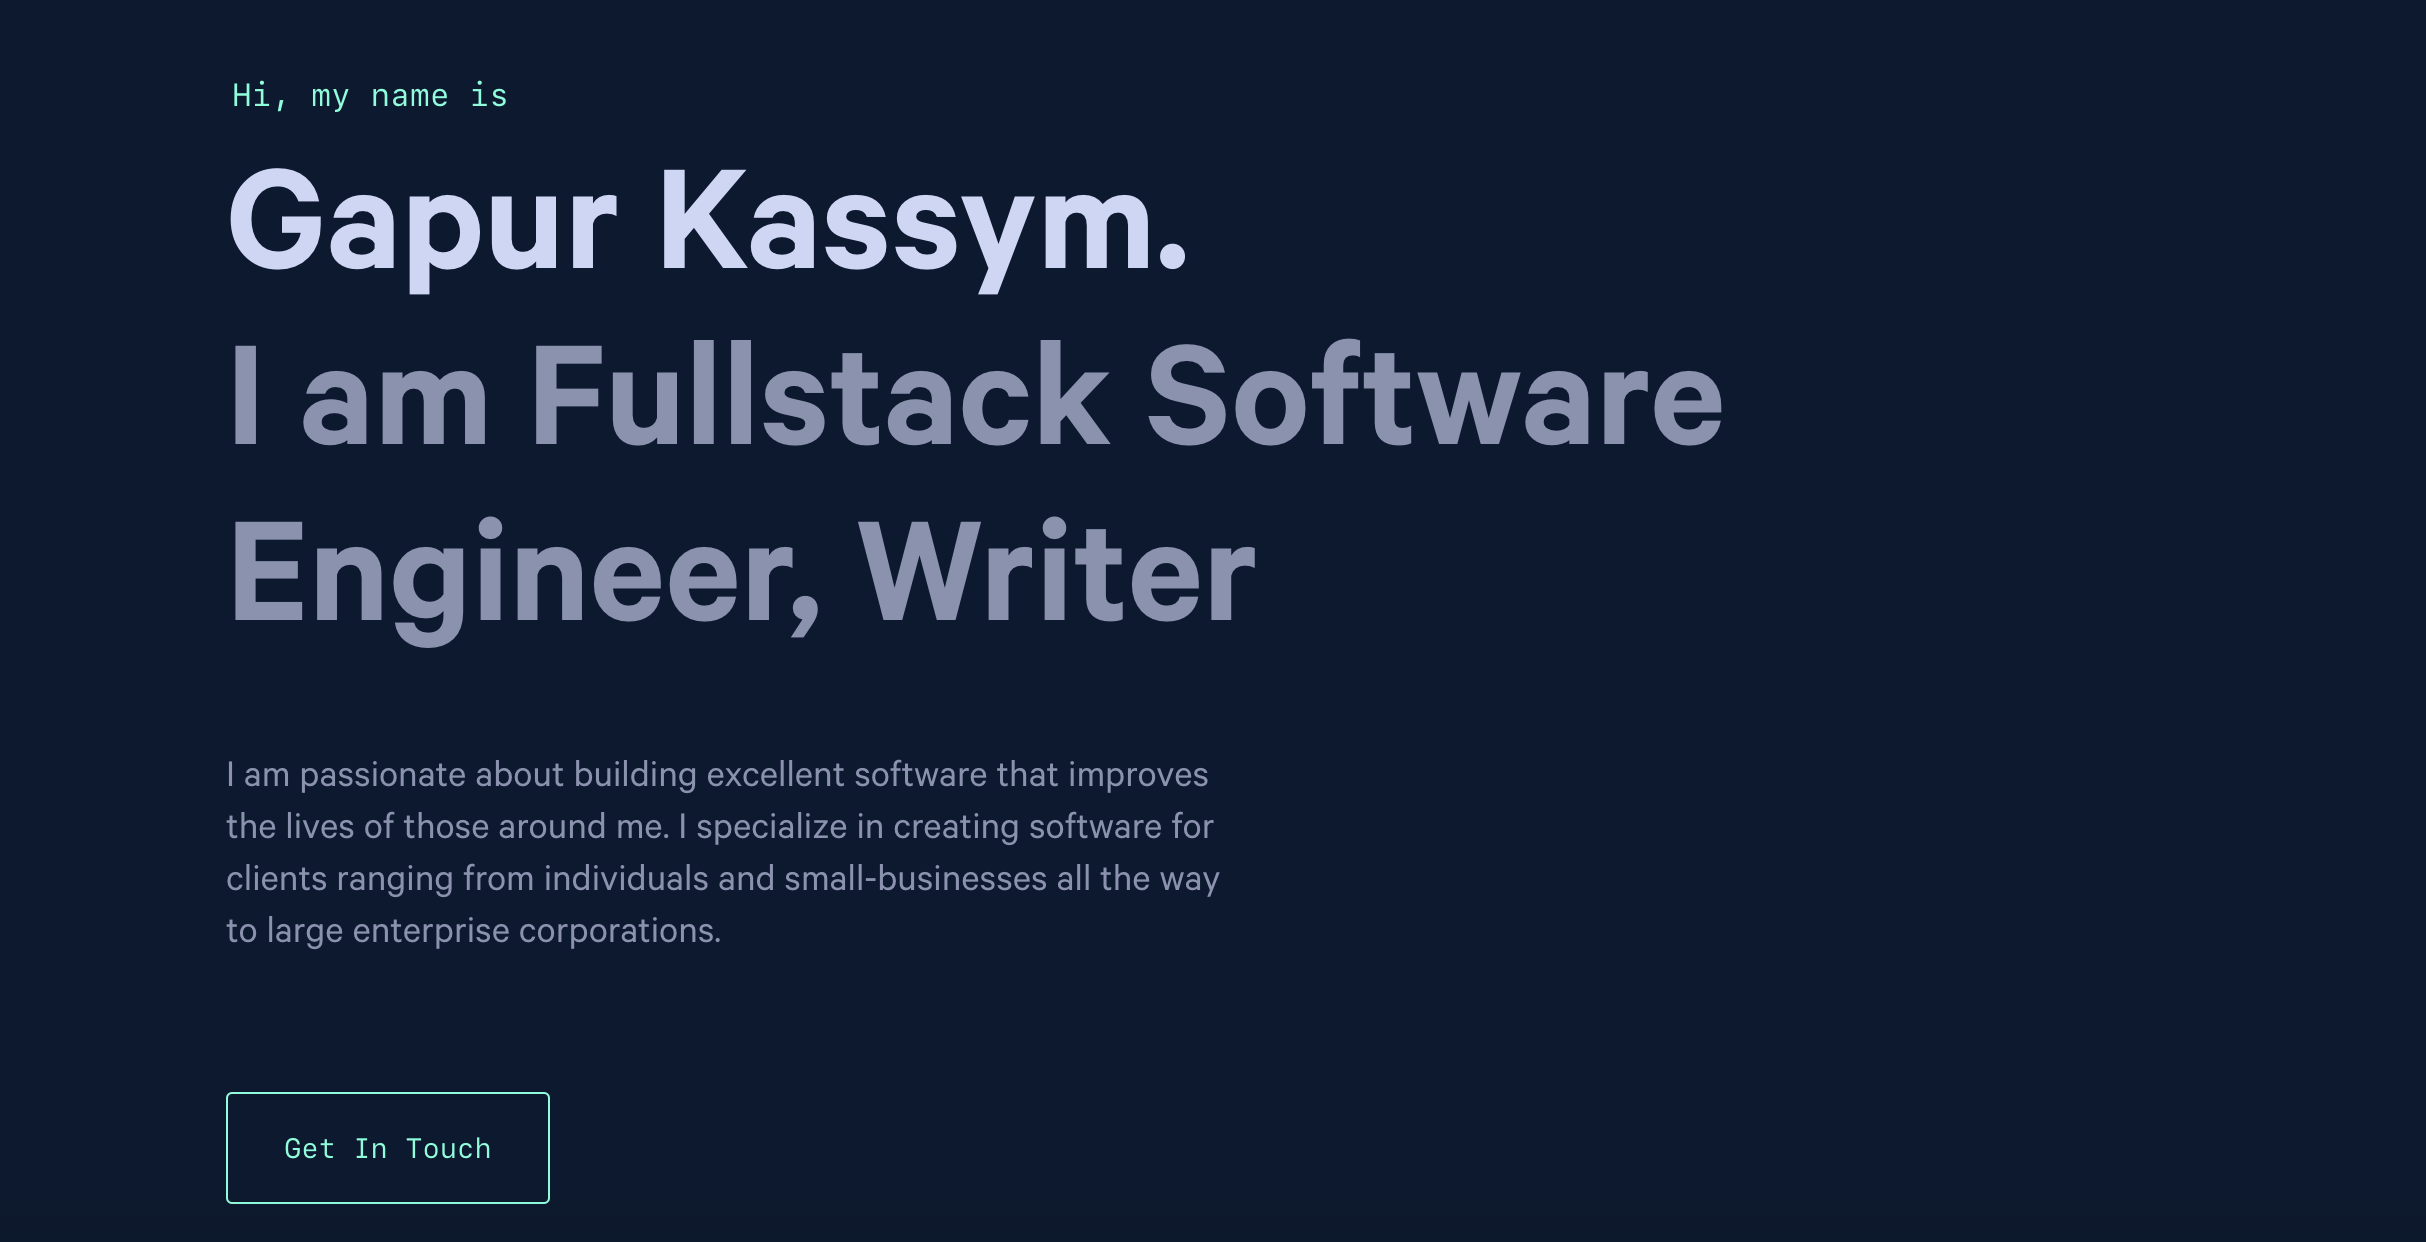 Hi, my name is
Gapur Kassym.
I am Fullstack Software
Engineer, Writer
I am passionate about building excellent software that improves
the lives of those around me. I specialize in creating software for
clients ranging from individuals and small-businesses all the way
to large enterprise corporations.
Get In Touch